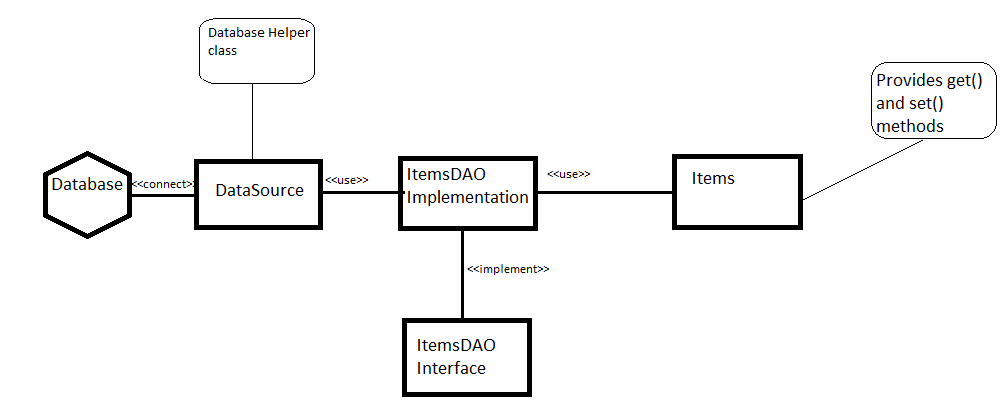 Database Helper
class
Provides get()
and set()
methods
Database
<<connect>>
DataSource
<<use>>
ItemsDAO
Implementation
<<use>>
Items
<<implement>>
ItemsDAO
Interface